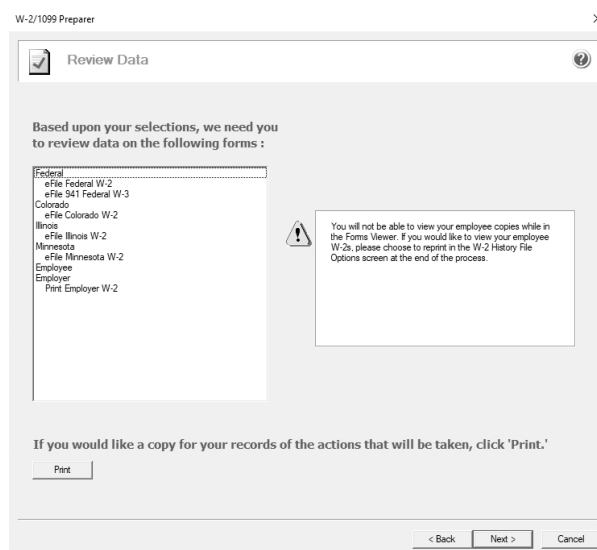 W-2/1099 Preparer
Review Data
Based upon your selections, we need you
to review data on the following forms :
Federal
eFile Federal W-2
eFile 941 Federal W-3
Colorado
eFile Colorado W-2
Illinois
eFile Illinois W-2
Minnesota
eFile Minnesota W-2
Employee
Employer
Print Employer W-2
You will not be able to view your employee copies while in
the Forms Viewer. If you would like to view your employee
W-2s, please choose to reprint in the W-2 History File
Options screen at the end of the process.
If you would like a copy for your records of the actions that will be taken, click 'Print.'
Print
< Back Next > Cancel